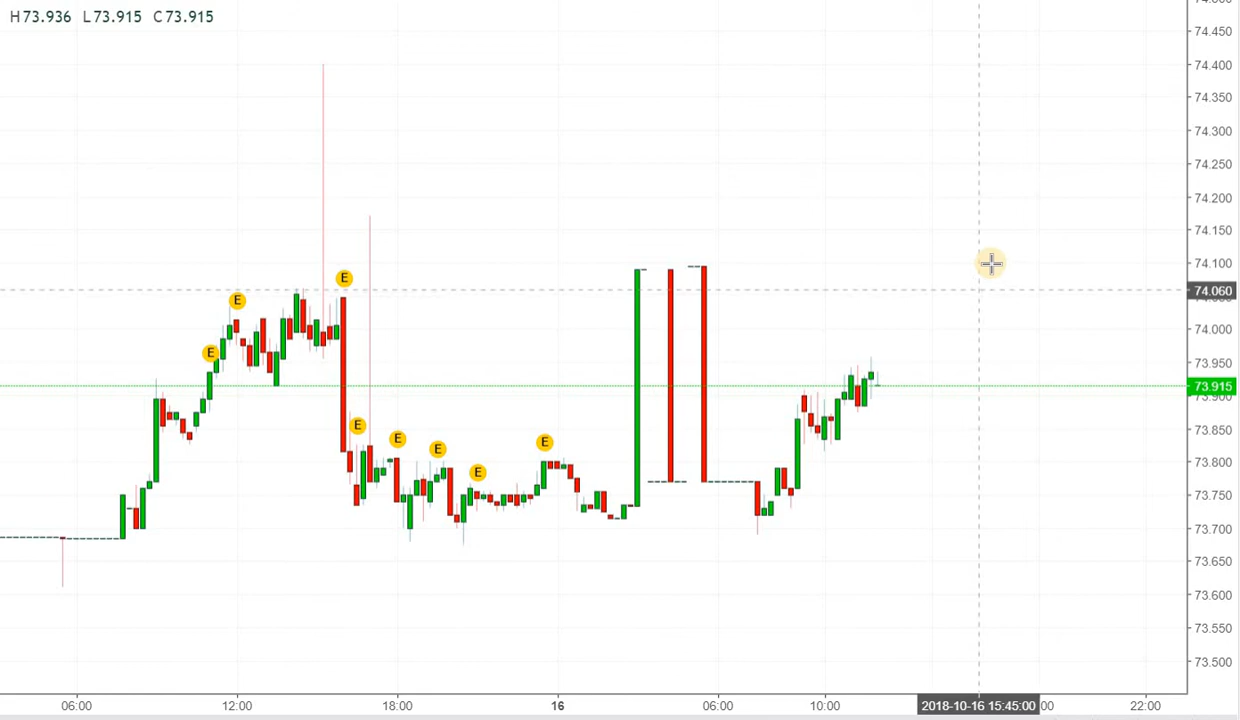 H73.936 L73.915 C73.915
74.450
74.400
74.350
74.300
74.250
74.200
74.150
74.100
74.060
74.000
73.950
73.915
73.900
73.850
73.800
73.750
73.700
73.650
73.600
73.550
73.500
E
E
E
E
E
E
E
E
06:00 12:00 18:00 16 06:00 10:00 2018-10-16 15:45:00 :00 22:00